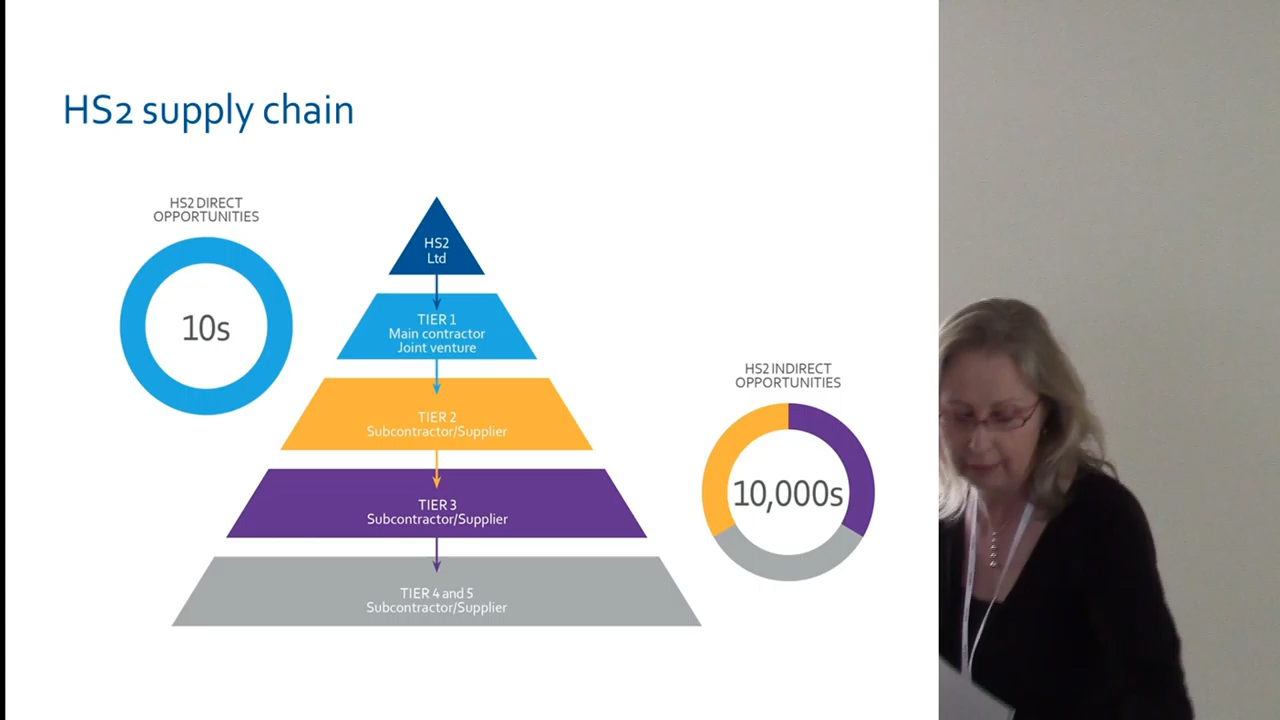 HS2 supply chain
HS2 DIRECT
OPPORTUNITIES
10s
HS2
Ltd
TIER 1
Main contractor
Joint venture
TIER 2
Subcontractor/Supplier
TIER 3
Subcontractor/Supplier
TIER 4 and 5
Subcontractor/Supplier
HS2 INDIRECT
OPPORTUNITIES
10,000s